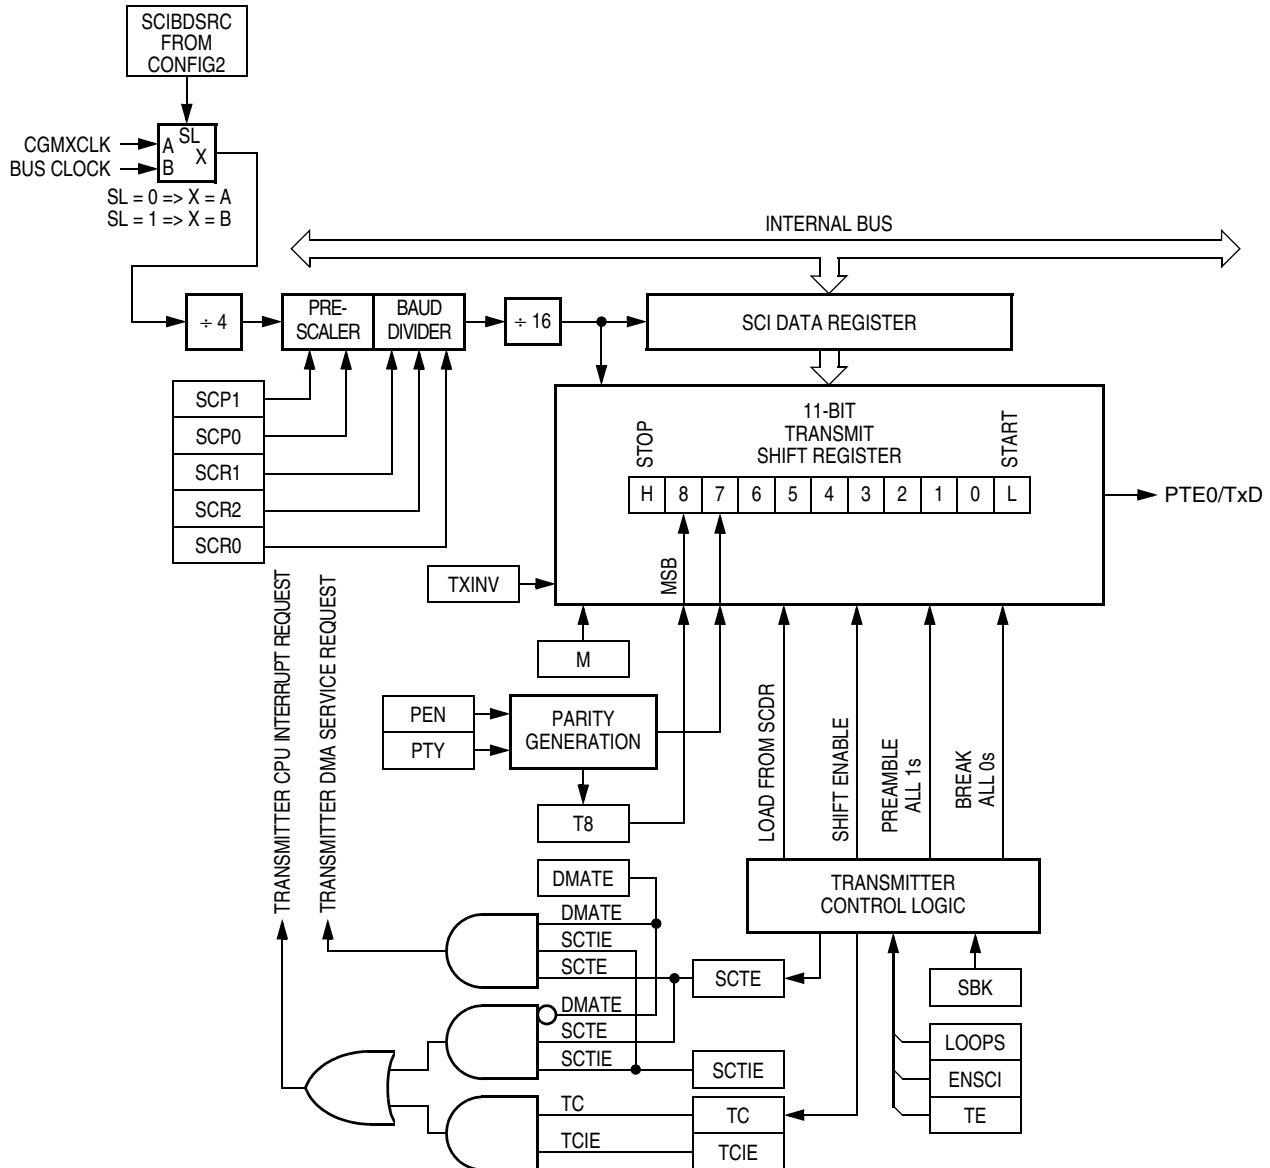 SCIBDSRC
FROM
CONFIG2
CGMXCLK
BUS CLOCK
A
SL
B
X
SL = 0 => X = A
SL = 1 => X = B
INTERNAL BUS
÷ 4
PRE-
SCALER
BAUD
DIVIDER
÷ 16
SCI DATA REGISTER
SCP1
SCP0
SCR1
SCR2
SCR0
STOP
11-BIT
TRANSMIT
SHIFT REGISTER
START
H 8 7 6 5 4 3 2 1 0 L
PTE0/TxD
MSB
TXINV
M
PEN
PTY
PARITY
GENERATION
T8
TRANSMITTER CPU INTERRUPT REQUEST
TRANSMITTER DMA SERVICE REQUEST
LOAD FROM SCDR
SHIFT ENABLE
PREAMBLE
ALL 1s
BREAK
ALL 0s
TRANSMITTER
CONTROL LOGIC
DMATE
DMATE
SCTIE
SCTE
SCTE
DMATE
SCTE
SCTIE
SCTIE
TC
TC
TCIE
TCIE
SBK
LOOPS
ENSCI
TE